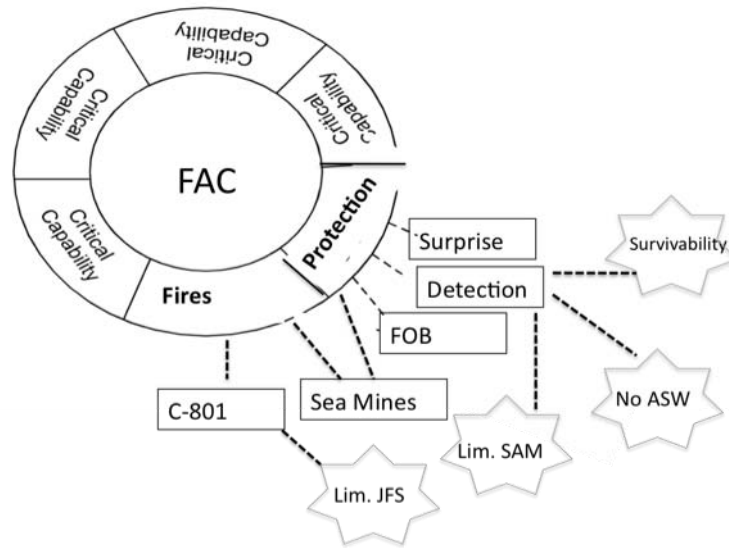 Critical
Capability
Critical
Capability
Critical
Capability
FAC
Critical
Capability
Protection
Surprise
Survivability
Detection
Fires
FOB
C-801
Sea Mines
No ASW
Lim. SAM
Lim. JFS